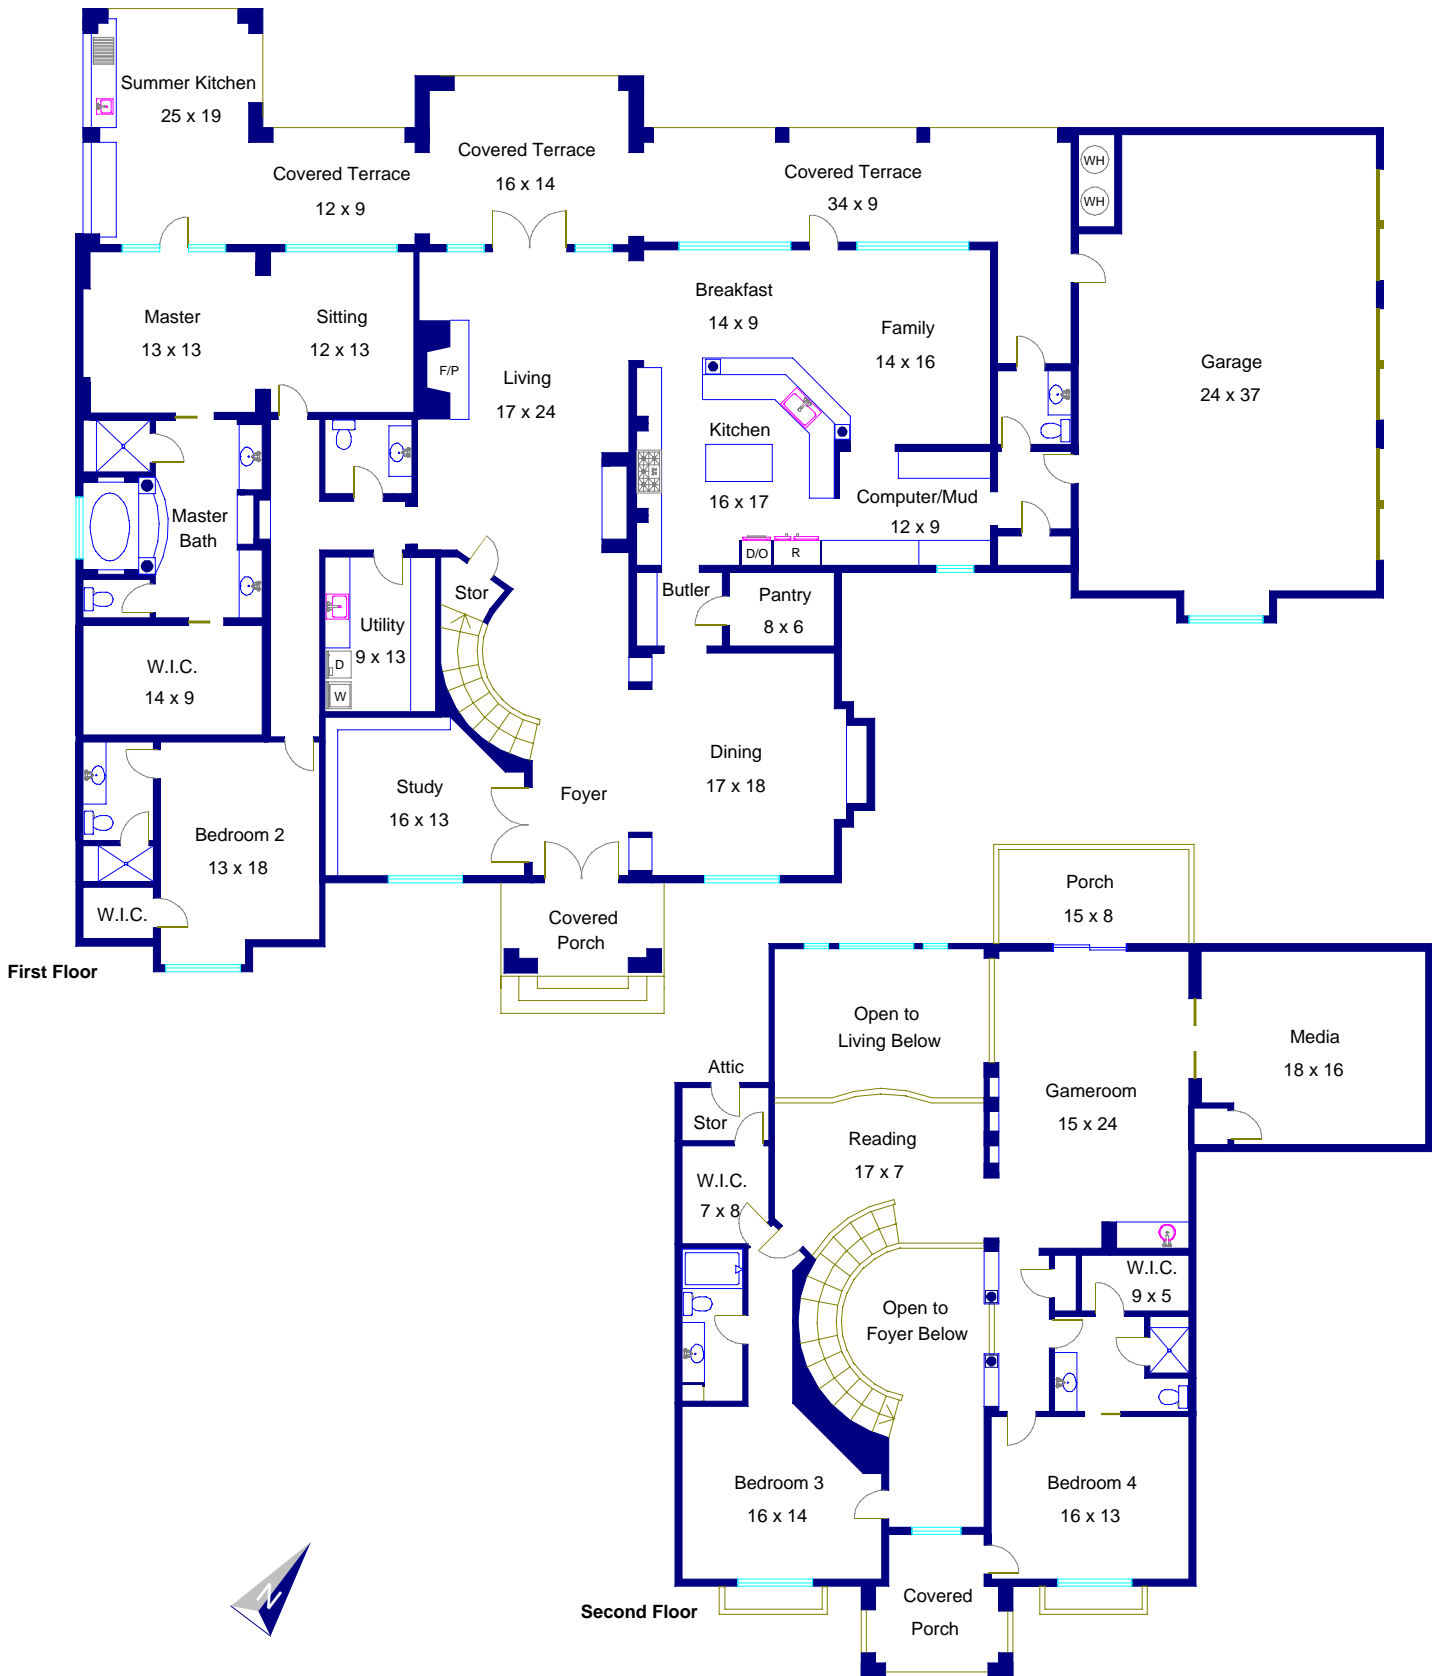 Summer Kitchen
25 x 19
Covered Terrace
12 x 9
Covered Terrace
16 x 14
Covered Terrace
34 x 9
WH
WH
Master
13 x 13
Sitting
12 x 13
F/P
Living
17 x 24
Breakfast
14 x 9
Family
14 x 16
Garage
24 x 37
Kitchen
16 x 17
Computer/Mud
12 x 9
D/O
R
Master
Bath
Stor
Butler
Pantry
8 x 6
Utility
9 x 13
D
W
W.I.C.
14 x 9
Study
16 x 13
Foyer
Dining
17 x 18
Bedroom 2
13 x 18
W.I.C.
Covered
Porch
First Floor
Porch
15 x 8
Open to
Living Below
Media
18 x 16
Attic
Stor
Gameroom
15 x 24
Reading
17 x 7
W.I.C.
7 x 8
W.I.C.
9 x 5
Open to
Foyer Below
Bedroom 3
16 x 14
Bedroom 4
16 x 13
Covered
Porch
Second Floor
N